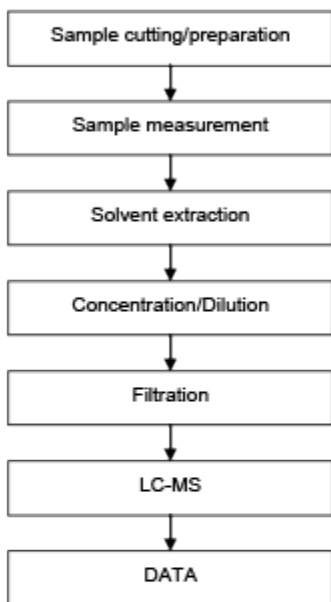 Sample cutting/preparation
Sample measurement
Solvent extraction
Concentration/Dilution
Filtration
LC-MS
DATA